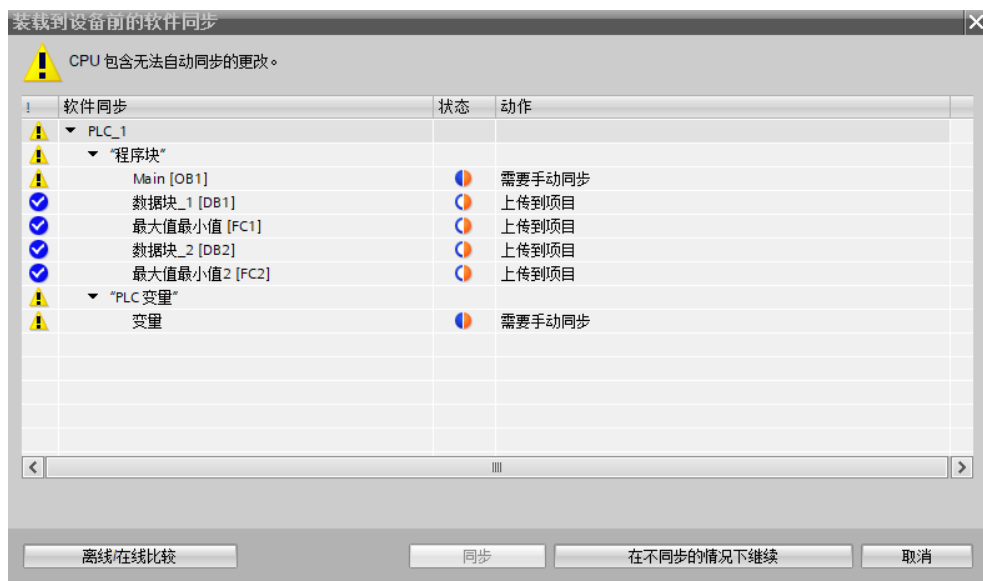 装载到设备前的软件同步
CPU 包含无法自动同步的更改。
! 软件同步 状态 动作
PLC_1
"程序块"
Main [OB1] 需要手动同步
数据块_1 [DB1] 上传到项目
最大值最小值 [FC1] 上传到项目
数据块_2 [DB2] 上传到项目
最大值最小值2 [FC2] 上传到项目
"PLC 变量"
变量 需要手动同步
离线/在线比较 同步 在不同步的情况下继续 取消